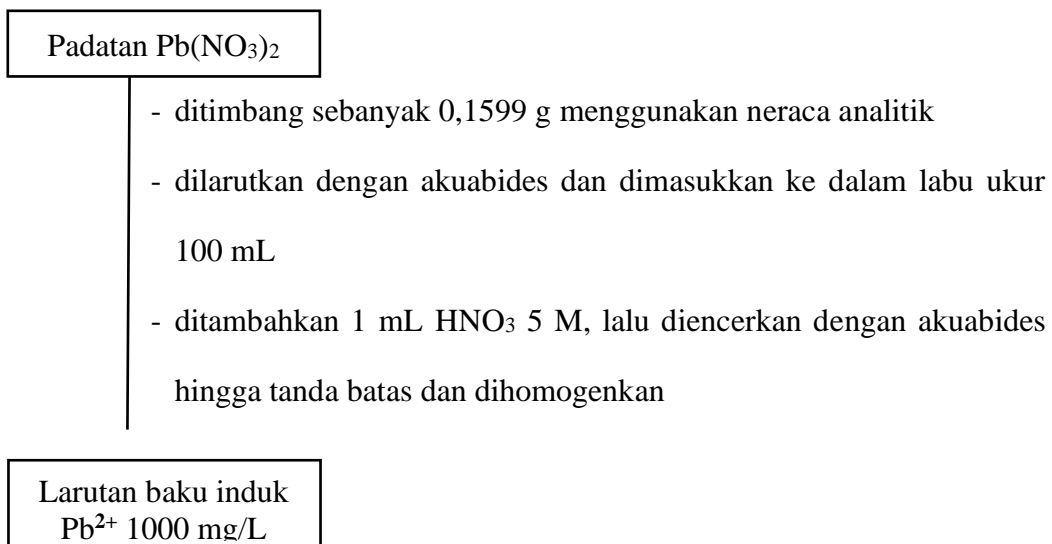 Padatan Pb(NO₃)₂
- ditimbang sebanyak 0,1599 g menggunakan neraca analitik
- dilarutkan dengan akuabides dan dimasukkan ke dalam labu ukur
100 mL
- ditambahkan 1 mL HNO₃ 5 M, lalu diencerkan dengan akuabides
hingga tanda batas dan dihomogenkan
Larutan baku induk
Pb²⁺ 1000 mg/L